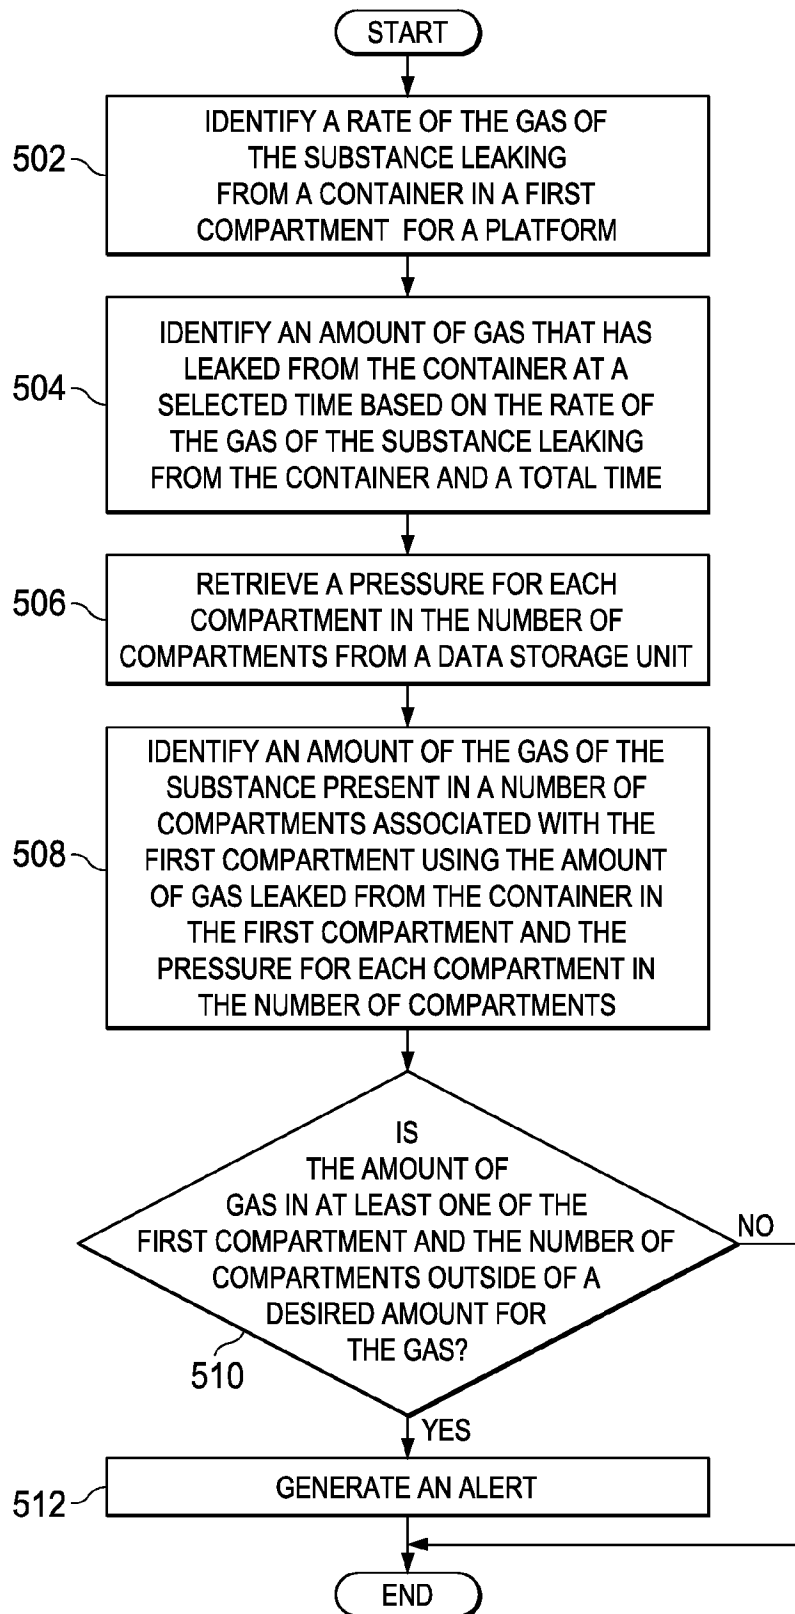 START
502
IDENTIFY A RATE OF THE GAS OF
THE SUBSTANCE LEAKING
FROM A CONTAINER IN A FIRST
COMPARTMENT FOR A PLATFORM
504
IDENTIFY AN AMOUNT OF GAS THAT HAS
LEAKED FROM THE CONTAINER AT A
SELECTED TIME BASED ON THE RATE OF
THE GAS OF THE SUBSTANCE LEAKING
FROM THE CONTAINER AND A TOTAL TIME
506
RETRIEVE A PRESSURE FOR EACH
COMPARTMENT IN THE NUMBER OF
COMPARTMENTS FROM A DATA STORAGE UNIT
508
IDENTIFY AN AMOUNT OF THE GAS OF THE
SUBSTANCE PRESENT IN A NUMBER OF
COMPARTMENTS ASSOCIATED WITH THE
FIRST COMPARTMENT USING THE AMOUNT
OF GAS LEAKED FROM THE CONTAINER IN
THE FIRST COMPARTMENT AND THE
PRESSURE FOR EACH COMPARTMENT IN
THE NUMBER OF COMPARTMENTS
IS
THE AMOUNT OF
GAS IN AT LEAST ONE OF THE
FIRST COMPARTMENT AND THE NUMBER OF
COMPARTMENTS OUTSIDE OF A
DESIRED AMOUNT FOR
THE GAS?
NO
510
YES
512
GENERATE AN ALERT
END